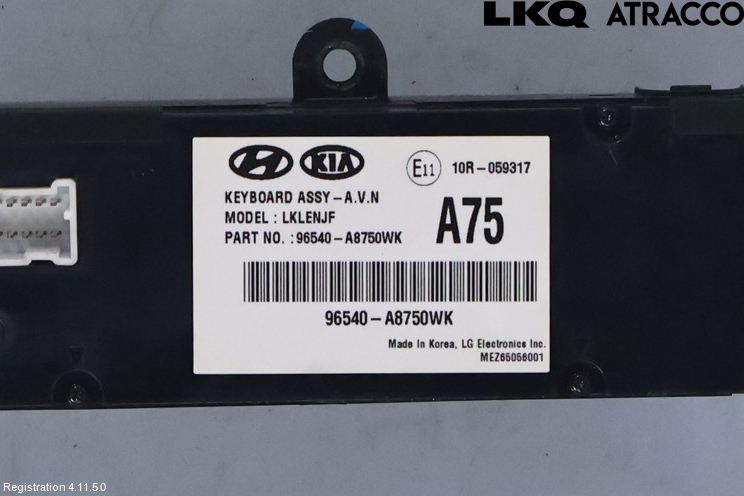 LKQ ATRACCO
KIA
E11 10R-059317
KEYBOARD ASSY-A.V.N
MODEL : LKLENJF
PART NO. : 96540-A8750WK
A75
96540-A8750WK
Made in Korea, LG Electronics Inc.
MEZ65056001
Registration 4.11.5.0